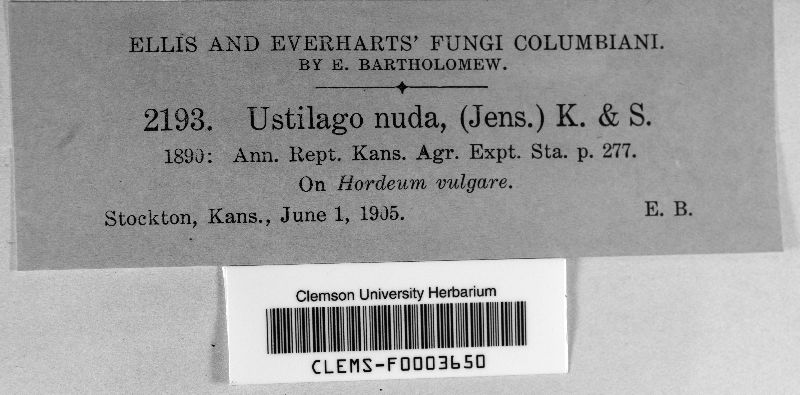 ELLIS AND EVERHARTS' FUNGI COLUMBIANI.
BY E. BARTHOLOMEW.
2193. Ustilago nuda, (Jens.) K. & S.
1890: Ann. Rept. Kans. Agr. Expt. Sta. p. 277.
On Hordeum vulgare.
Stockton, Kans., June 1, 1905. E. B.
Clemson University Herbarium
CLEMS-F0003650